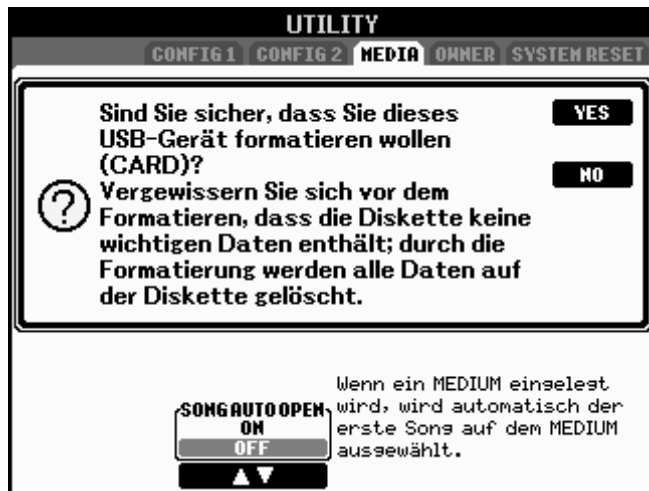 UTILITY
CONFIG 1 CONFIG 2 MEDIA OWNER SYSTEM RESET
Sind Sie sicher, dass Sie dieses
USB-Gerät formatieren wollen
(CARD)?
Vergewissern Sie sich vor dem
Formatieren, dass die Diskette keine
wichtigen Daten enthält; durch die
Formatierung werden alle Daten auf
der Diskette gelöscht.
YES
NO
SONG AUTO OPEN
ON
OFF
Wenn ein MEDIUM eingelegt
wird, wird automatisch der
erste Song auf dem MEDIUM
ausgewählt.